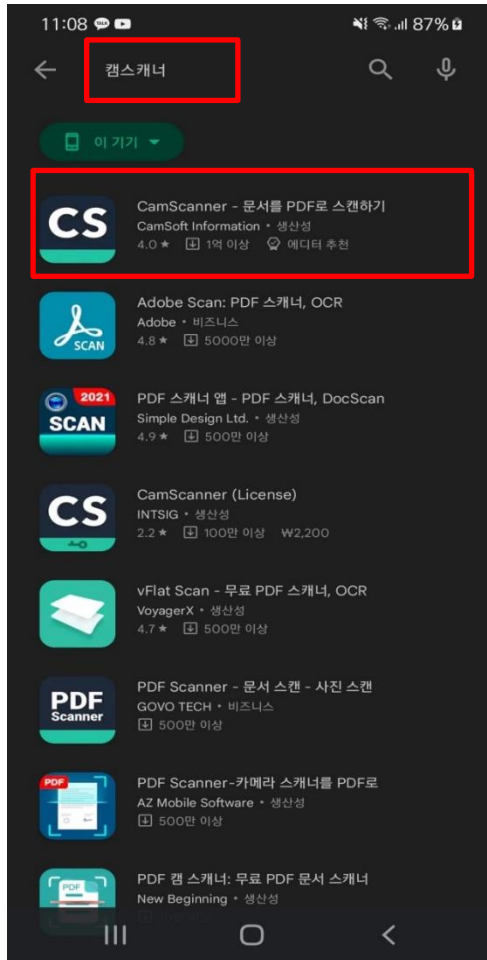 11:08 TALK 87%
캠스캐너
이 기기
CS
CamScanner - 문서를 PDF로 스캔하기
CamSoft Information • 생산성
4.0 ★ 1억 이상 에디터 추천
SCAN
Adobe Scan: PDF 스캐너, OCR
Adobe • 비즈니스
4.8 ★ 5000만 이상
2021
SCAN
PDF 스캐너 앱 - PDF 스캐너, DocScan
Simple Design Ltd. • 생산성
4.9 ★ 500만 이상
CS
CamScanner (License)
INTSIG • 생산성
2.2 ★ 100만 이상 ₩2,200
vFlat Scan - 무료 PDF 스캐너, OCR
VoyagerX • 생산성
4.7 ★ 500만 이상
PDF
Scanner
PDF Scanner - 문서 스캔 - 사진 스캔
GOVO TECH • 비즈니스
500만 이상
PDF
PDF Scanner-카메라 스캐너를 PDF로
AZ Mobile Software • 생산성
500만 이상
PDF
PDF 캠 스캐너: 무료 PDF 문서 스캐너
New Beginning • 생산성